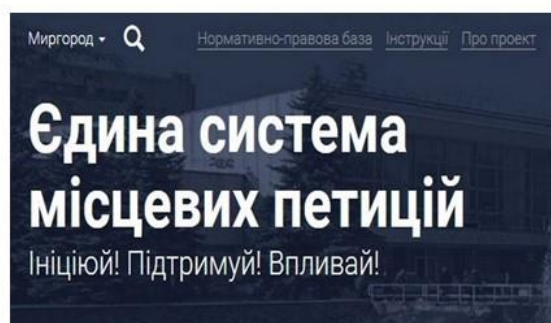 Миргород
Нормативно-правова база Інструкції Про проект
Єдина система
місцевих петицій
Ініціюй! Підтримуй! Впливай!